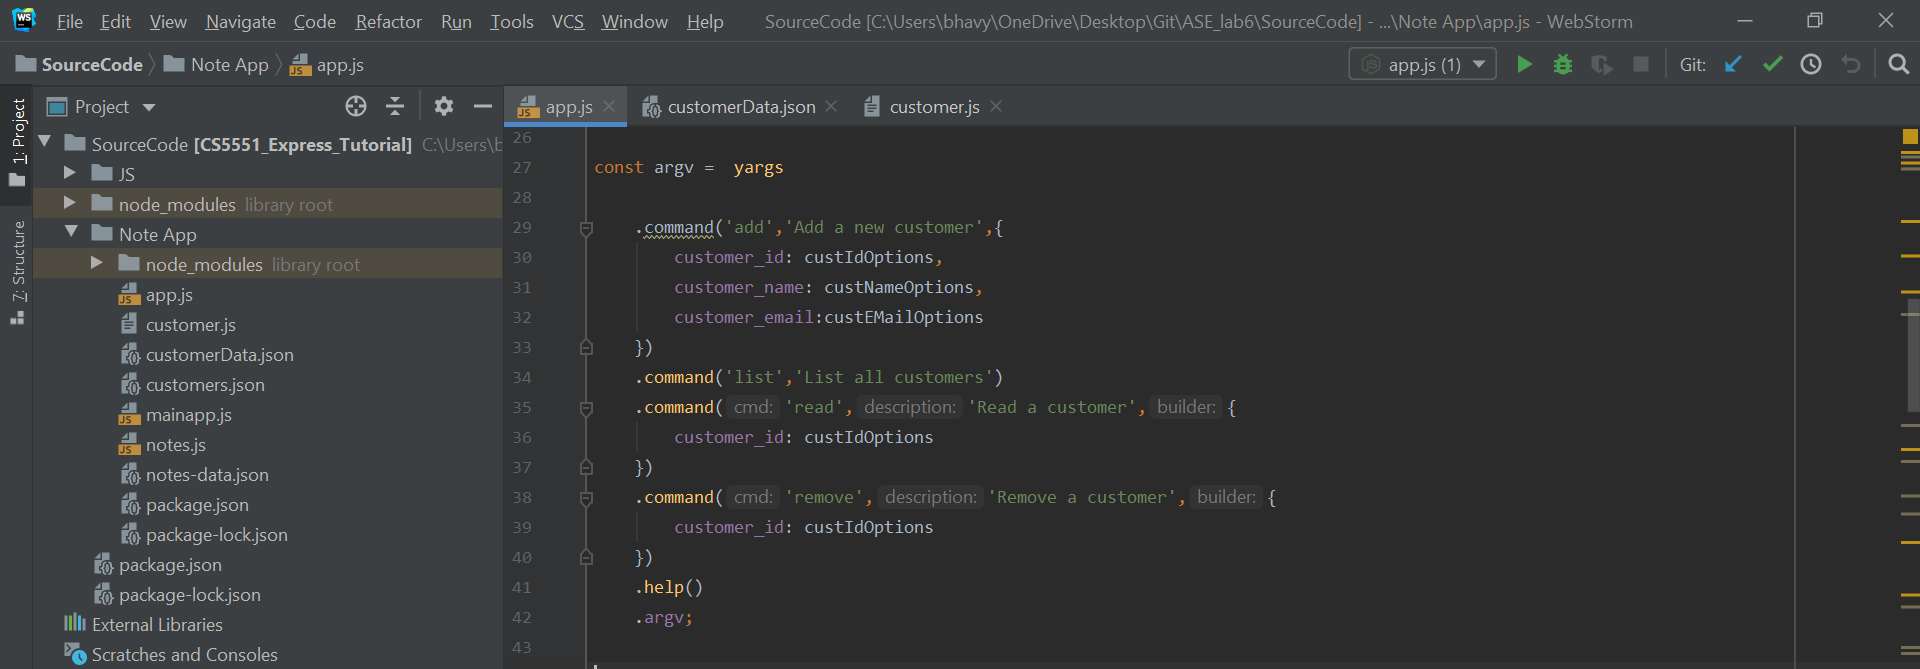 WS File Edit View Navigate Code Refactor Run Tools VCS Window Help SourceCode [C:\Users\bhavy\OneDrive\Desktop\Git\ASE_lab6\SourceCode] - ...\Note App\app.js - WebStorm
SourceCode Note App app.js app.js (1) Git:
1: Project
7: Structure
Project
SourceCode [CS5551_Express_Tutorial] C:\Users\b
JS
node_modules library root
Note App
node_modules library root
app.js
customer.js
customerData.json
customers.json
mainapp.js
notes.js
notes-data.json
package.json
package-lock.json
package.json
package-lock.json
External Libraries
Scratches and Consoles
app.js customerData.json customer.js
26
27 const argv =  yargs
28
29 .command('add','Add a new customer',{
30 customer_id: custIdOptions,
31 customer_name: custNameOptions,
32 customer_email:custEMailOptions
33 })
34 .command('list','List all customers')
35 .command( cmd: 'read', description: 'Read a customer', builder: {
36 customer_id: custIdOptions
37 })
38 .command( cmd: 'remove', description: 'Remove a customer', builder: {
39 customer_id: custIdOptions
40 })
41 .help()
42 .argv;
43